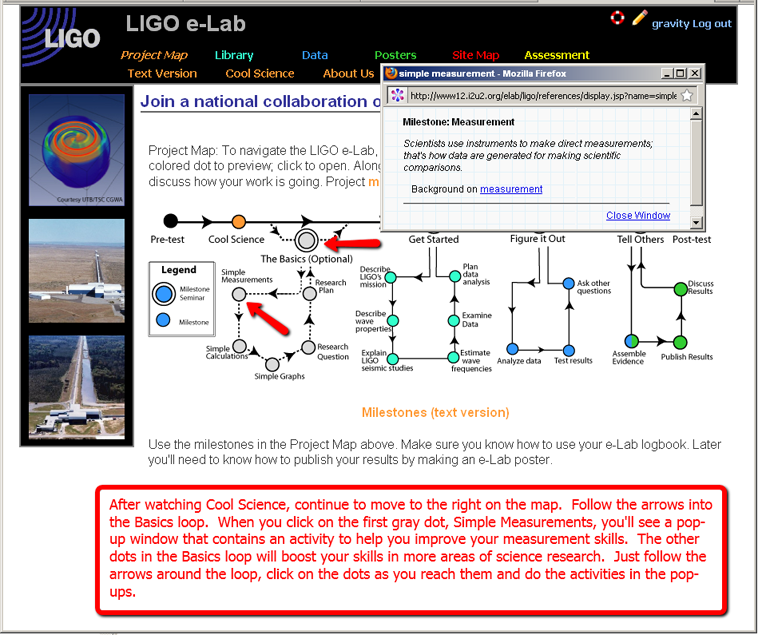 LIGO
LIGO e-Lab
gravity Log out
Project Map Library Data Posters Site Map Assessment
Text Version Cool Science About Us
simple measurement - Mozilla Firefox
http://www12.i2u2.org/elab/ligo/references/display.jsp?name=simple
Milestone: Measurement
Scientists use instruments to make direct measurements;
that's how data are generated for making scientific
comparisons.
Background on measurement
Close Window
Join a national collaboration o
Project Map: To navigate the LIGO e-Lab,
colored dot to preview; click to open. Along
discuss how your work is going. Project m
Courtesy UTB/TSC CGWA
Pre-test
Cool Science
The Basics (Optional)
Get Started
Figure it Out
Tell Others
Post-test
Legend
Milestone
Seminar
Milestone
Simple
Measurements
Research
Plan
Simple
Calculations
Simple Graphs
Research
Question
Describe
LIGO's
mission
Plan
data
analysis
Describe
wave
properties
Examine
Data
Explain
LIGO
seismic studies
Estimate
wave
frequencies
Ask other
questions
Analyze data
Test results
Discuss
Results
Assemble
Evidence
Publish Results
Milestones (text version)
Use the milestones in the Project Map above. Make sure you know how to use your e-Lab logbook. Later
you'll need to know how to publish your results by making an e-Lab poster.
After watching Cool Science, continue to move to the right on the map. Follow the arrows into
the Basics loop. When you click on the first gray dot, Simple Measurements, you'll see a pop-
up window that contains an activity to help you improve your measurement skills. The other
dots in the Basics loop will boost your skills in more areas of science research. Just follow the
arrows around the loop, click on the dots as you reach them and do the activities in the pop-
ups.